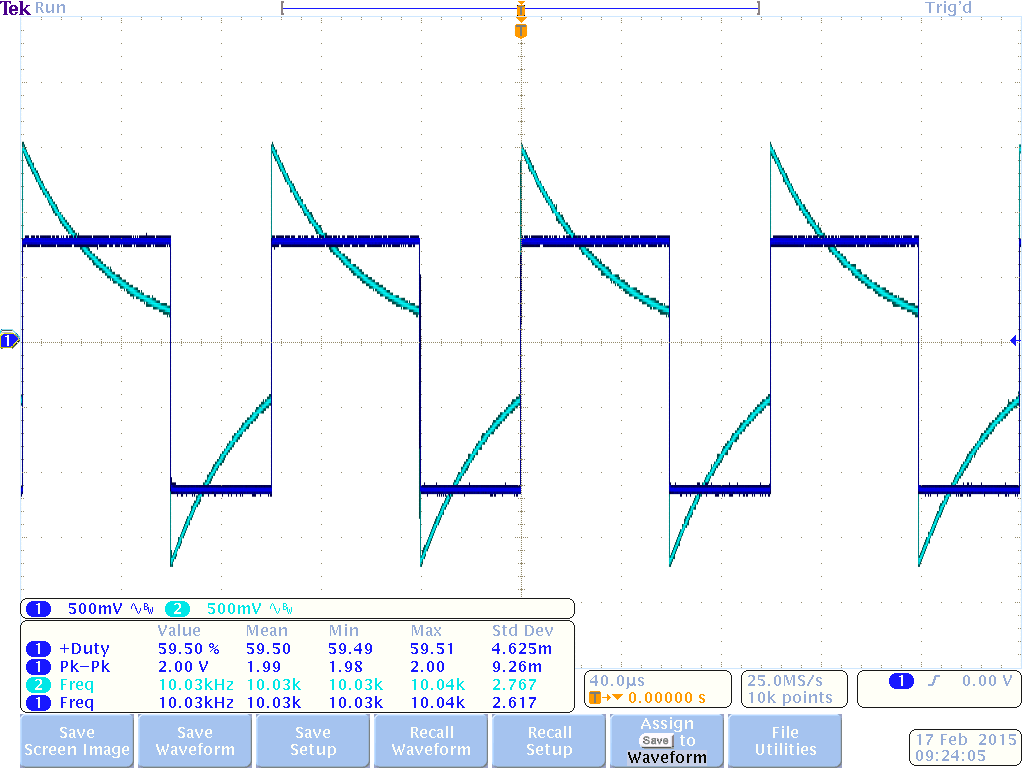 Tek Run Trig'd
T
T
1
1 500mV 2 500mV
Value Mean Min Max Std Dev
1 +Duty 59.50 % 59.50 59.49 59.51 4.625m
1 Pk−Pk 2.00 V 1.99 1.98 2.00 9.26m
2 Freq 10.03kHz 10.03k 10.03k 10.04k 2.767
1 Freq 10.03kHz 10.03k 10.03k 10.04k 2.617
40.0µs
T→▼ 0.00000 s
25.0MS/s
10k points
1 0.00 V
Save
Screen Image
Save
Waveform
Save
Setup
Recall
Waveform
Recall
Setup
Assign
Save to
Waveform
File
Utilities
17 Feb 2015
09:24:05